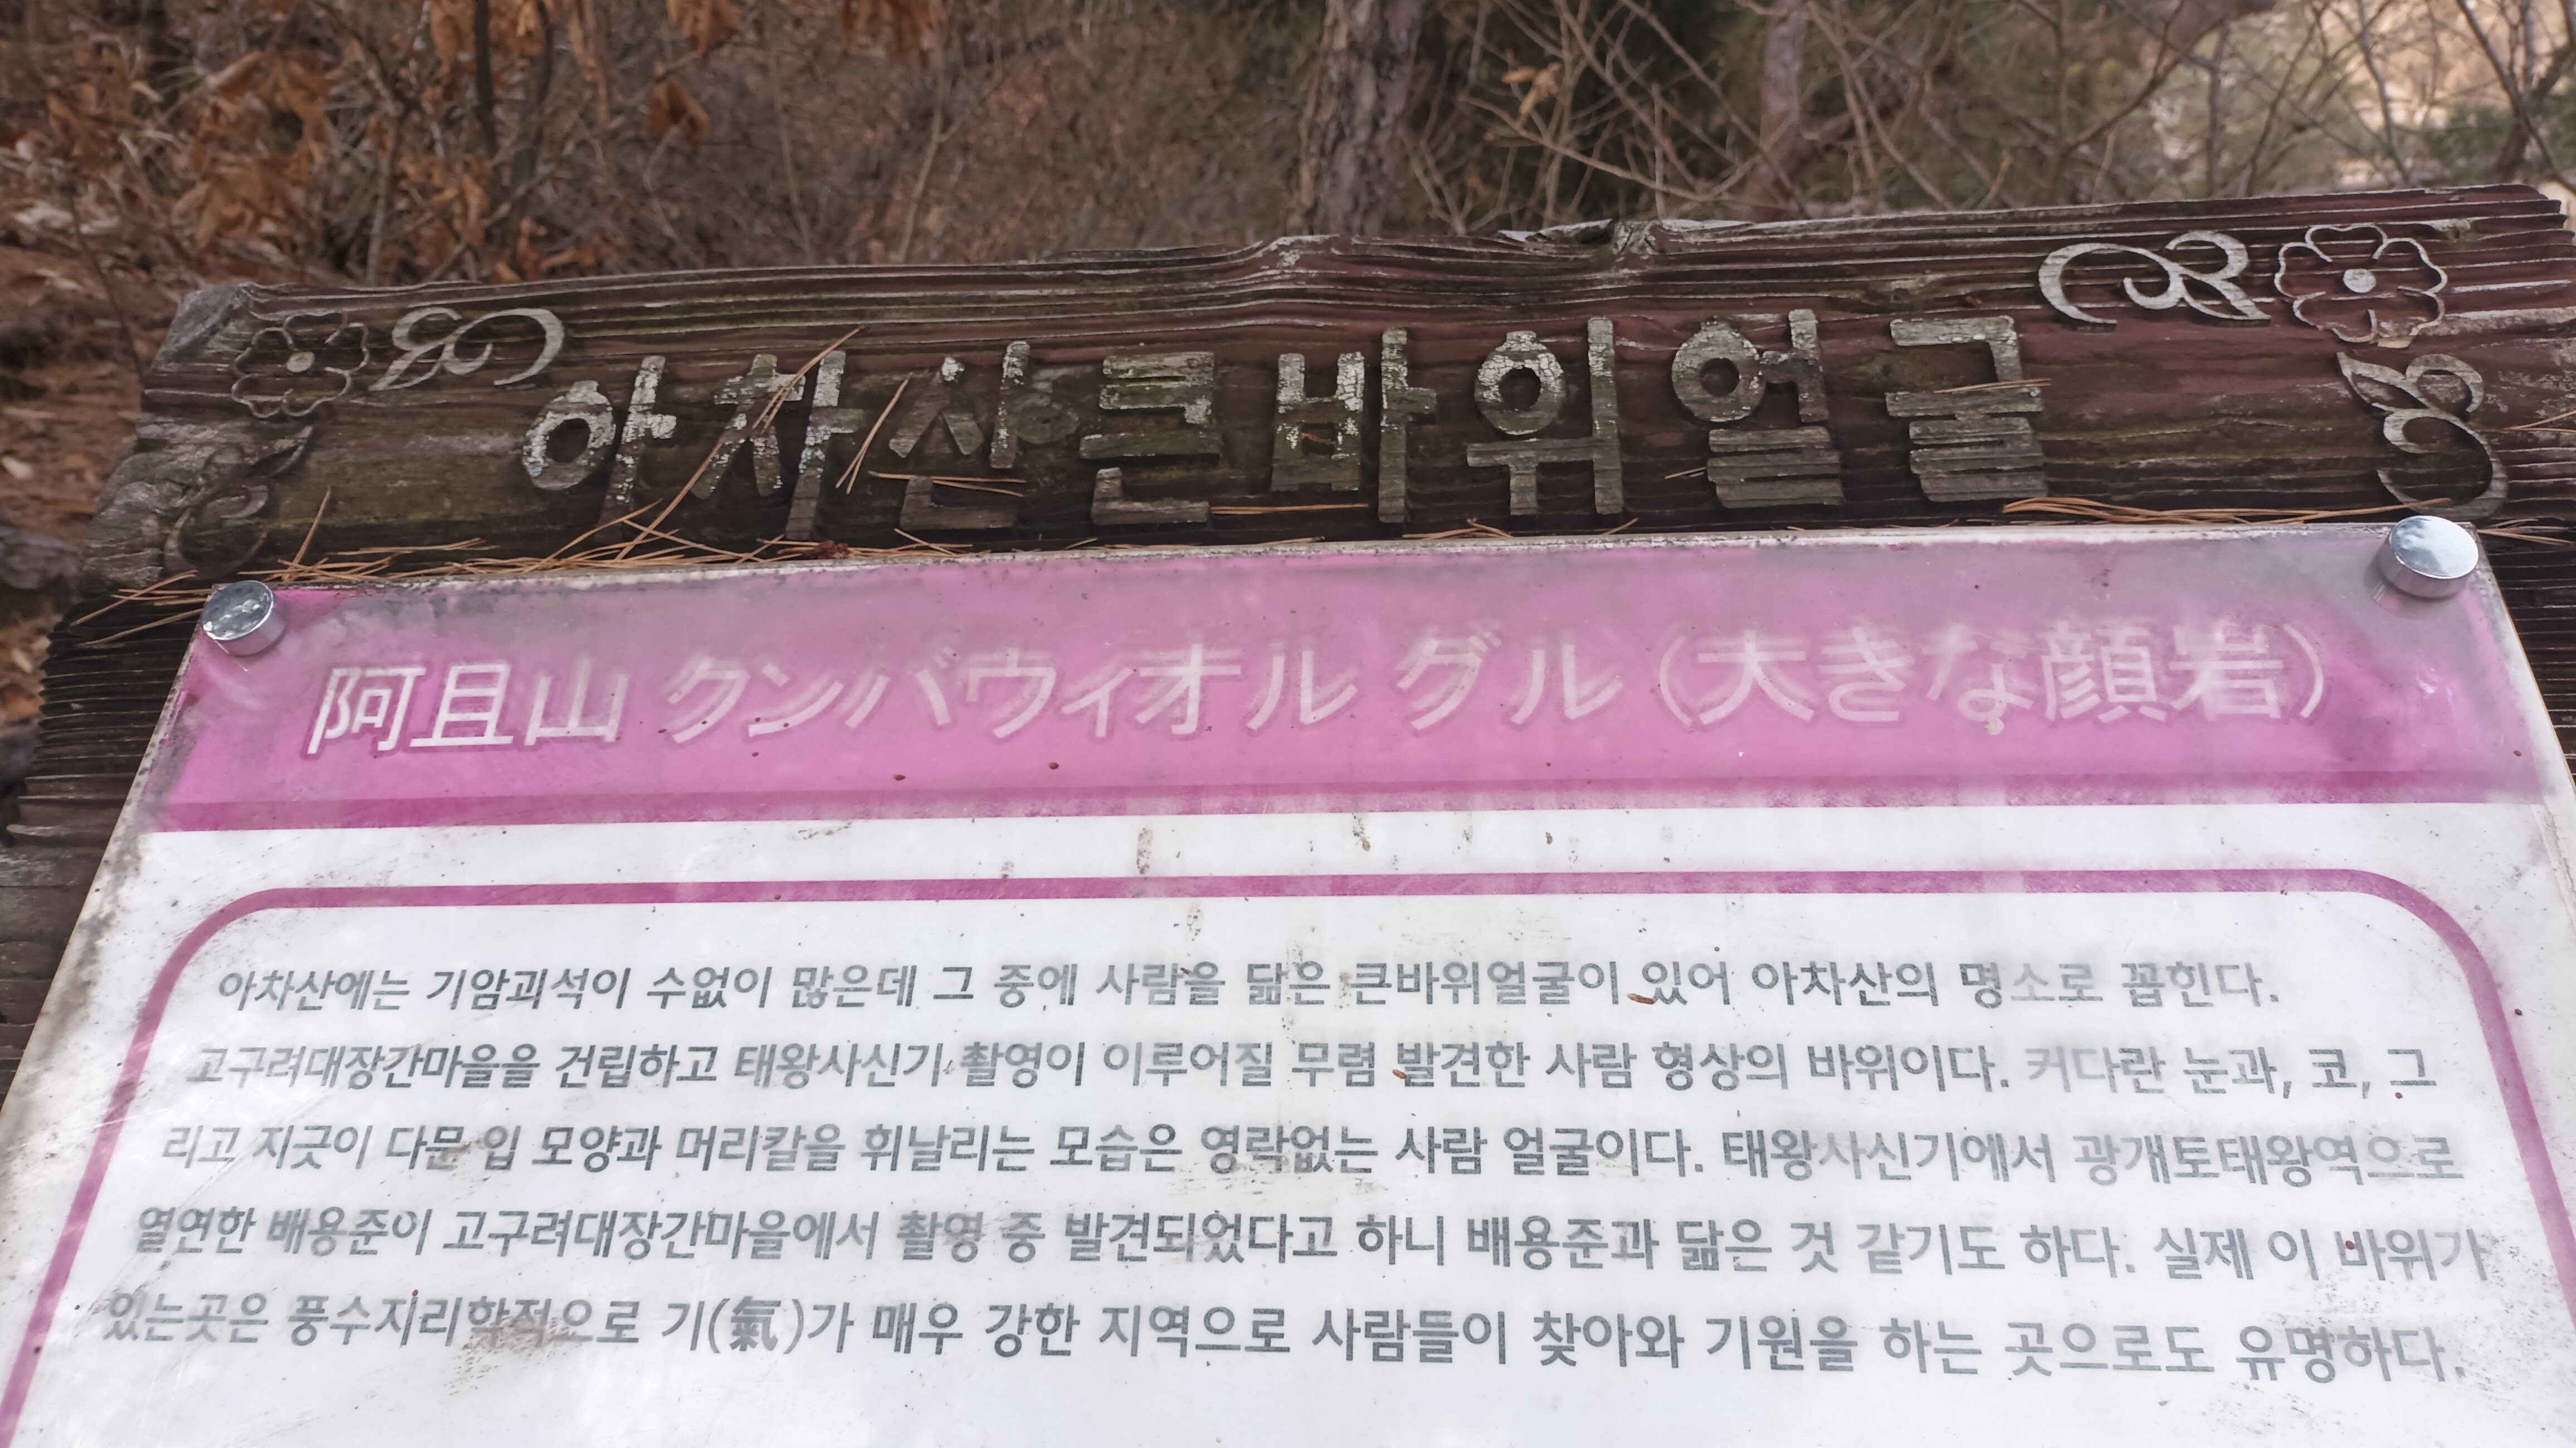 아차산큰바위얼굴
阿且山 クンバウィオル グル (大きな顔岩)
아차산에는 기암괴석이 수없이 많은데 그 중에 사람을 닮은 큰바위얼굴이 있어 아차산의 명소로 꼽힌다.
고구려대장간마을을 건립하고 태왕사신기 촬영이 이루어질 무렵 발견한 사람 형상의 바위이다. 커다란 눈과, 코, 그
리고 지긋이 다문 입 모양과 머리칼을 휘날리는 모습은 영락없는 사람 얼굴이다. 태왕사신기에서 광개토태왕역으로
열연한 배용준이 고구려대장간마을에서 촬영 중 발견되었다고 하니 배용준과 닮은 것 같기도 하다. 실제 이 바위가
있는곳은 풍수지리학적으로 기(氣)가 매우 강한 지역으로 사람들이 찾아와 기원을 하는 곳으로도 유명하다.